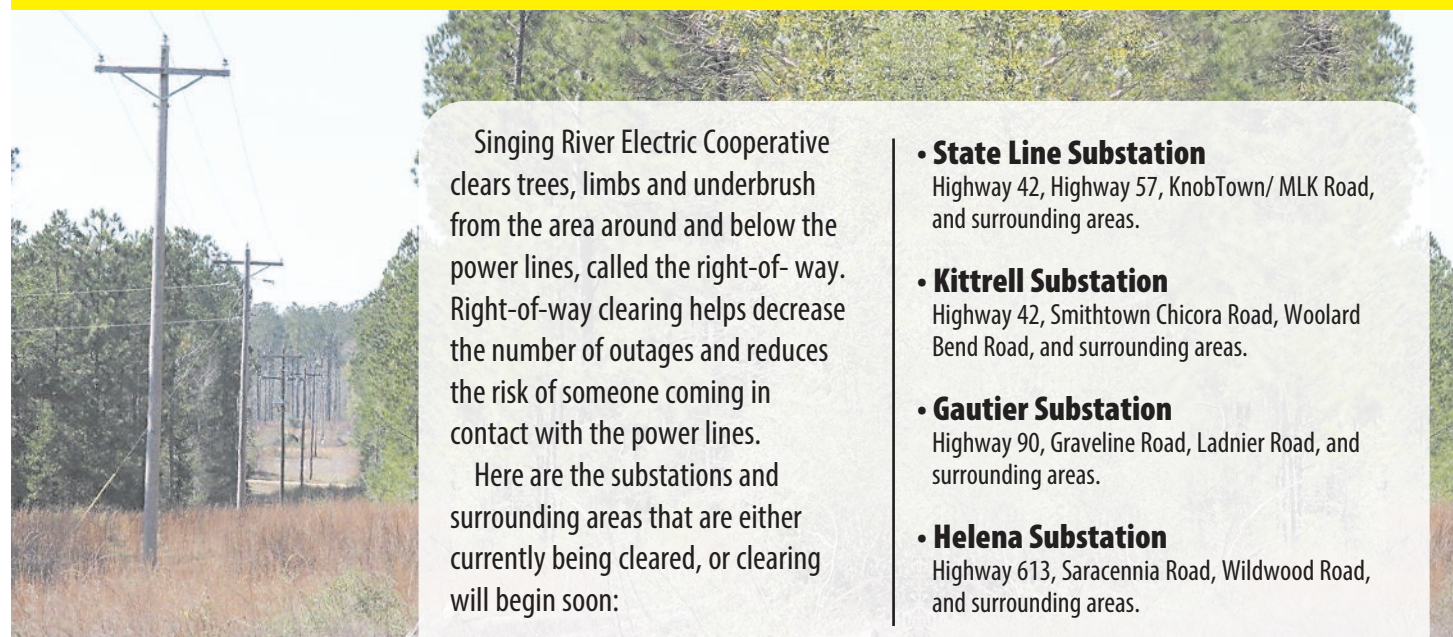 Singing River Electric Cooperative
clears trees, limbs and underbrush
from the area around and below the
power lines, called the right-of- way.
Right-of-way clearing helps decrease
the number of outages and reduces
the risk of someone coming in
contact with the power lines.
Here are the substations and
surrounding areas that are either
currently being cleared, or clearing
will begin soon:
• State Line Substation
Highway 42, Highway 57, KnobTown/ MLK Road,
and surrounding areas.
• Kittrell Substation
Highway 42, Smithtown Chicora Road, Woolard
Bend Road, and surrounding areas.
• Gautier Substation
Highway 90, Graveline Road, Ladnier Road, and
surrounding areas.
• Helena Substation
Highway 613, Saracennia Road, Wildwood Road,
and surrounding areas.